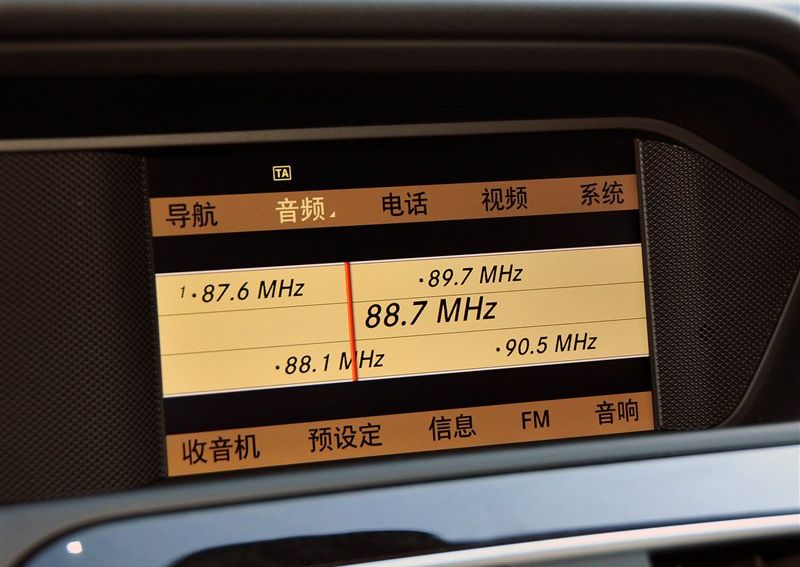 TA
导航 音频 电话 视频 系统
1·87.6 MHz ·89.7 MHz
88.7 MHz
·88.1 MHz ·90.5 MHz
收音机 预设定 信息 FM 音响